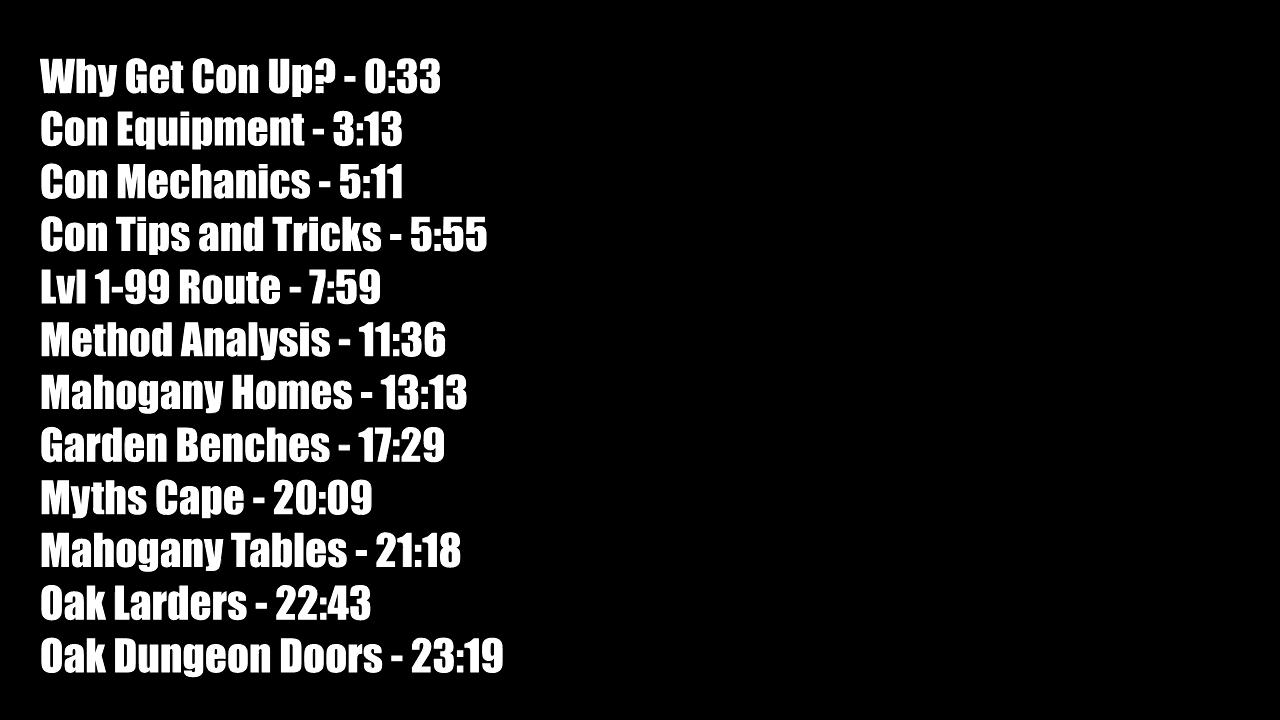 Why Get Con Up? - 0:33
Con Equipment - 3:13
Con Mechanics - 5:11
Con Tips and Tricks - 5:55
Lvl 1-99 Route - 7:59
Method Analysis - 11:36
Mahogany Homes - 13:13
Garden Benches - 17:29
Myths Cape - 20:09
Mahogany Tables - 21:18
Oak Larders - 22:43
Oak Dungeon Doors - 23:19